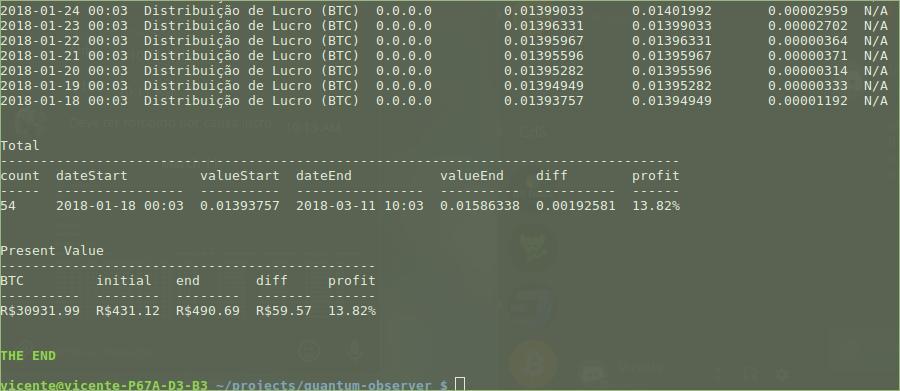 2018-01-24 00:03 Distribuição de Lucro (BTC) 0.0.0.0 0.01399033 0.01401992 0.00002959 N/A
2018-01-23 00:03 Distribuição de Lucro (BTC) 0.0.0.0 0.01396331 0.01399033 0.00002702 N/A
2018-01-22 00:03 Distribuição de Lucro (BTC) 0.0.0.0 0.01395967 0.01396331 0.00000364 N/A
2018-01-21 00:03 Distribuição de Lucro (BTC) 0.0.0.0 0.01395596 0.01395967 0.00000371 N/A
2018-01-20 00:03 Distribuição de Lucro (BTC) 0.0.0.0 0.01395282 0.01395596 0.00000314 N/A
2018-01-19 00:03 Distribuição de Lucro (BTC) 0.0.0.0 0.01394949 0.01395282 0.00000333 N/A
2018-01-18 00:03 Distribuição de Lucro (BTC) 0.0.0.0 0.01393757 0.01394949 0.00001192 N/A
Total
count dateStart valueStart dateEnd valueEnd diff profit
54 2018-01-18 00:03 0.01393757 2018-03-11 10:03 0.01586338 0.00192581 13.82%
Present Value
BTC initial end diff profit
R$30931.99 R$431.12 R$490.69 R$59.57 13.82%
THE END
vicente@vicente-P67A-D3-B3 ~/projects/quantum-observer $